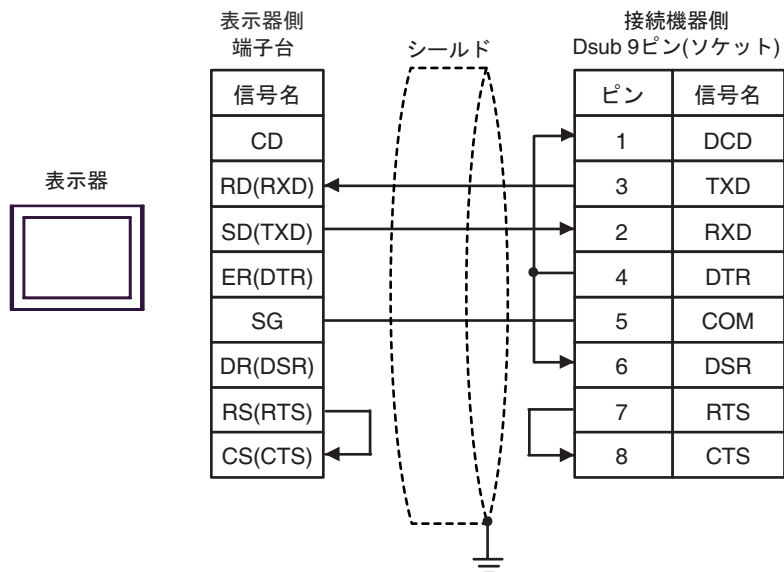 表示器側
端子台
シールド
接続機器側
Dsub 9ピン(ソケット)
表示器
信号名
CD
RD(RXD)
SD(TXD)
ER(DTR)
SG
DR(DSR)
RS(RTS)
CS(CTS)
ピン 信号名
1 DCD
3 TXD
2 RXD
4 DTR
5 COM
6 DSR
7 RTS
8 CTS